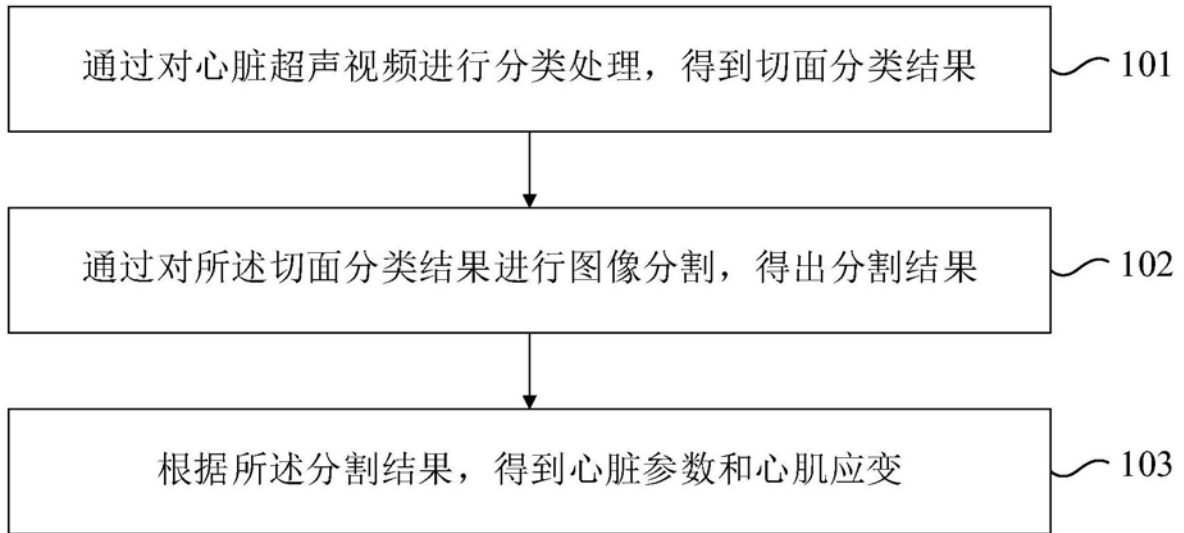 通过对心脏超声视频进行分类处理，得到切面分类结果
101
通过对所述切面分类结果进行图像分割，得出分割结果
102
根据所述分割结果，得到心脏参数和心肌应变
103